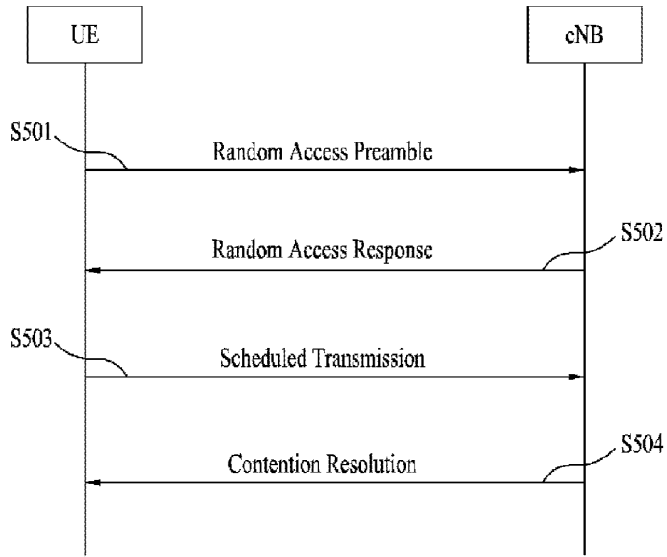 UE
cNB
S501
Random Access Preamble
Random Access Response
S502
S503
Scheduled Transmission
Contention Resolution
S504